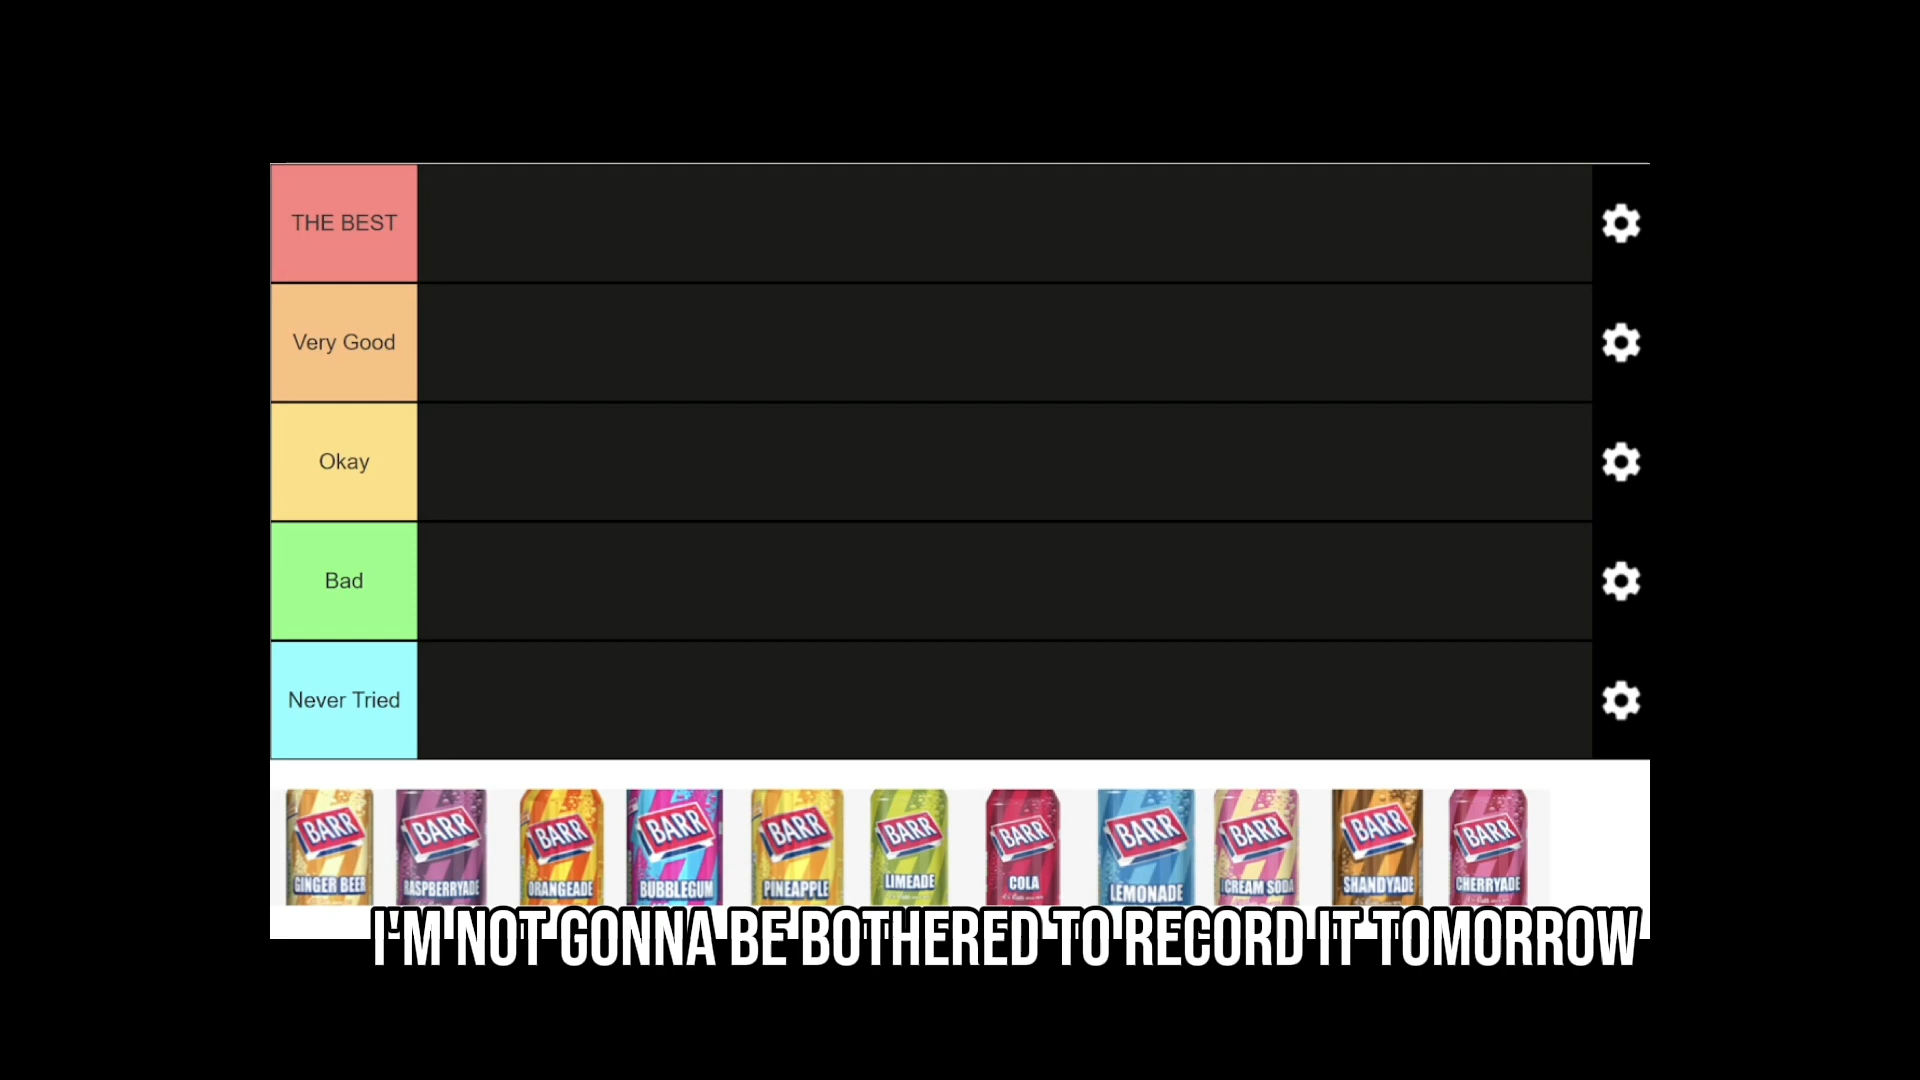 THE BEST
Very Good
Okay
Bad
Never Tried
BARR BARR BARR BARR BARR BARR BARR BARR BARR BARR BARR
GINGER BEER RASPBERRYADE ORANGEADE BUBBLEGUM PINEAPPLE LIMEADE COLA LEMONADE CREAM SODA SHANDYADE CHERRYADE
I'M NOT GONNA BE BOTHERED TO RECORD IT TOMORROW